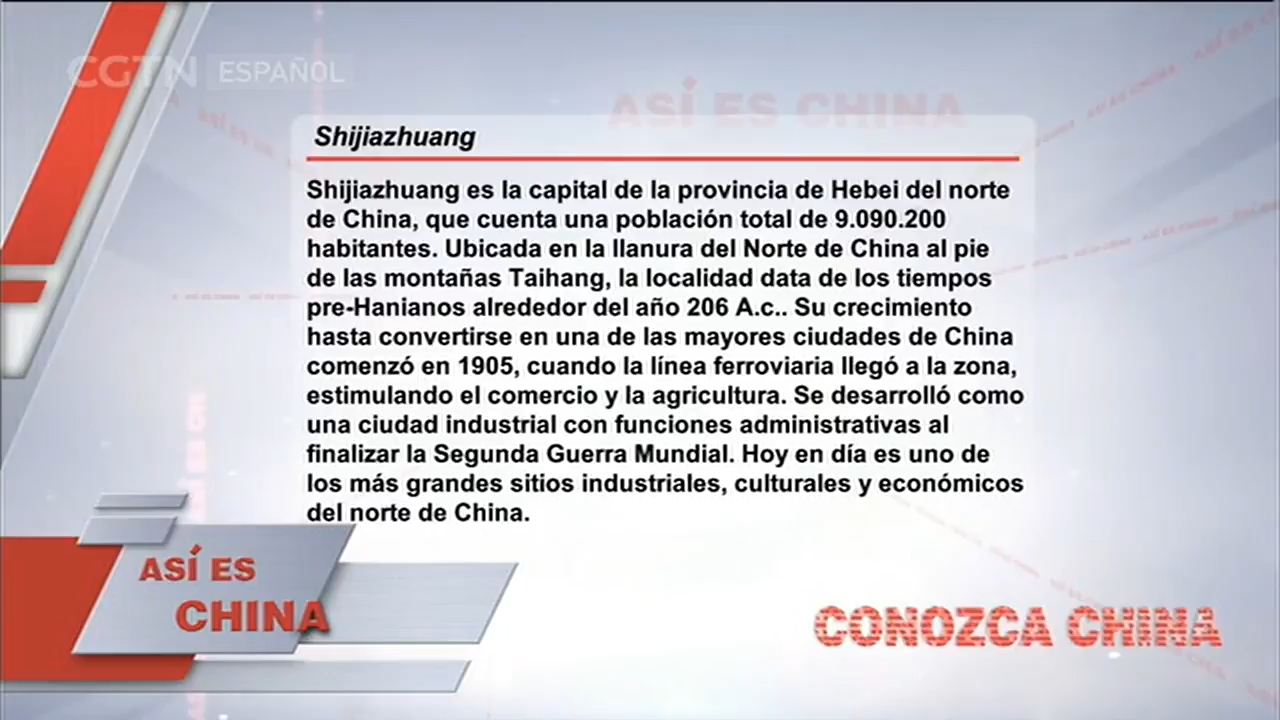 CGTN ESPAÑOL
ASÍ ES CHINA
Shijiazhuang
Shijiazhuang es la capital de la provincia de Hebei del norte
de China, que cuenta una población total de 9.090.200
habitantes. Ubicada en la llanura del Norte de China al pie
de las montañas Taihang, la localidad data de los tiempos
pre-Hanianos alrededor del año 206 A.c.. Su crecimiento
hasta convertirse en una de las mayores ciudades de China
comenzó en 1905, cuando la línea ferroviaria llegó a la zona,
estimulando el comercio y la agricultura. Se desarrolló como
una ciudad industrial con funciones administrativas al
finalizar la Segunda Guerra Mundial. Hoy en día es uno de
los más grandes sitios industriales, culturales y económicos
del norte de China.
ASÍ ES
CHINA
CONOZCA CHINA